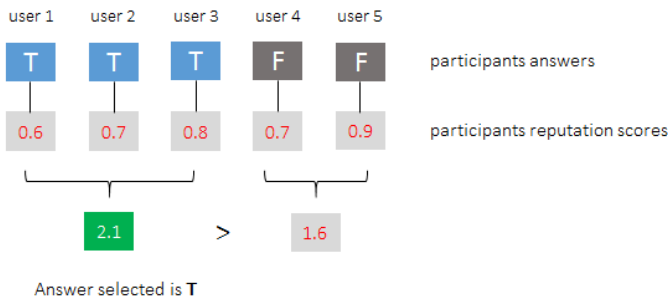 user 1 user 2 user 3 user 4 user 5
T T T F F participants answers
0.6 0.7 0.8 0.7 0.9 participants reputation scores
2.1 > 1.6
Answer selected is T